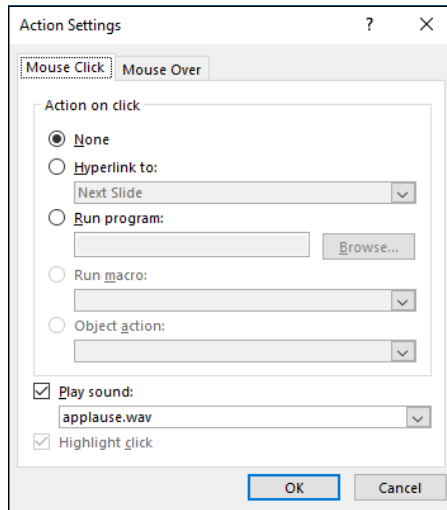 Action Settings ?
Mouse Click Mouse Over
Action on click
None
Hyperlink to:
Next Slide
Run program:
Browse...
Run macro:
Object action:
Play sound:
applause.wav
Highlight click
OK Cancel